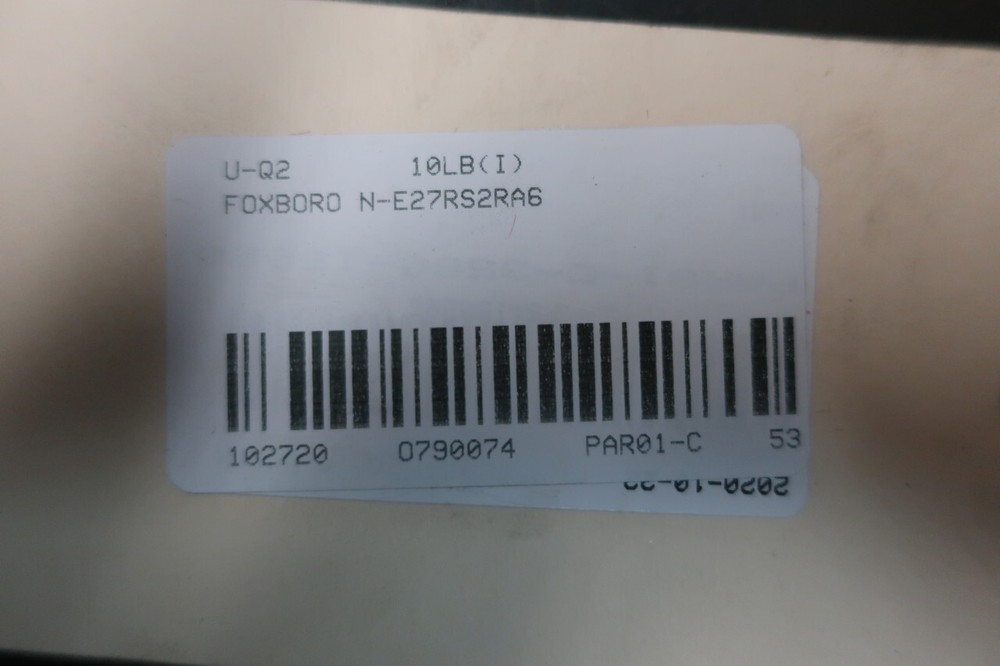 U-Q2 10LB(I)
FOXBORO N-E27RS2RA6
102720 0790074 PAR01-C 53